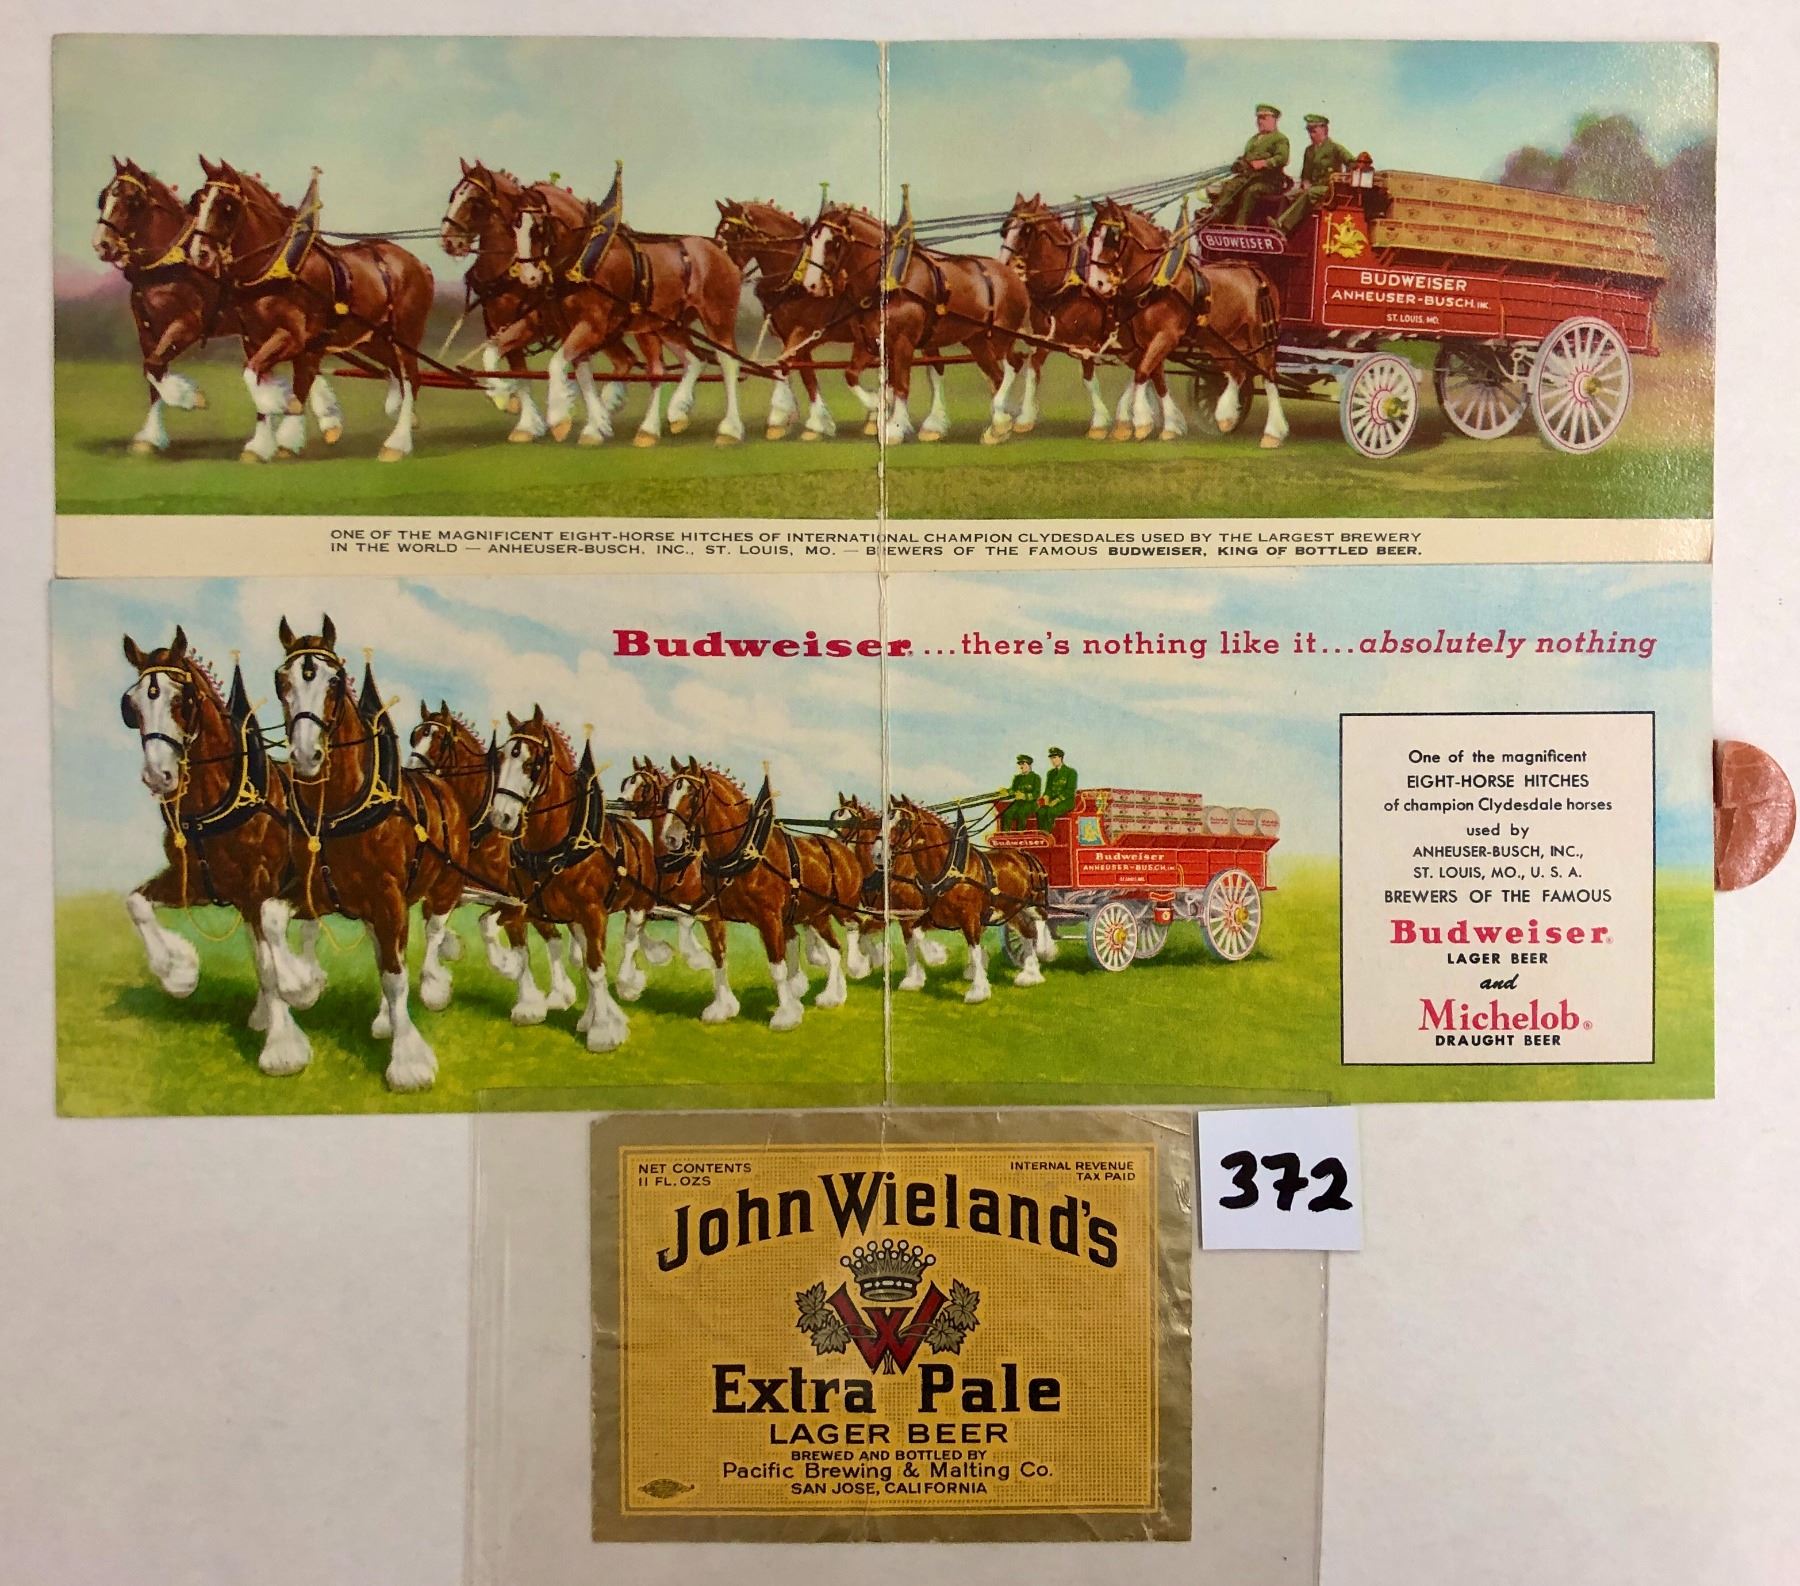 BUDWEISER
BUDWEISER
ANHEUSER-BUSCH, INC.
ST. LOUIS, MO.
ONE OF THE MAGNIFICENT EIGHT-HORSE HITCHES OF INTERNATIONAL CHAMPION CLYDESDALES USED BY THE LARGEST BREWERY
IN THE WORLD — ANHEUSER-BUSCH, INC., ST. LOUIS, MO. — BREWERS OF THE FAMOUS BUDWEISER, KING OF BOTTLED BEER.
Budweiser® ...there's nothing like it...absolutely nothing
Budweiser
Budweiser
ANHEUSER-BUSCH, INC.
One of the magnificent
EIGHT-HORSE HITCHES
of champion Clydesdale horses
used by
ANHEUSER-BUSCH, INC.,
ST. LOUIS, MO., U. S. A.
BREWERS OF THE FAMOUS
Budweiser®
LAGER BEER
and
Michelob®
DRAUGHT BEER
372
NET CONTENTS
11 FL. OZS
INTERNAL REVENUE
TAX PAID
John Wieland's
W
Extra Pale
LAGER BEER
BREWED AND BOTTLED BY
Pacific Brewing & Malting Co.
SAN JOSE, CALIFORNIA